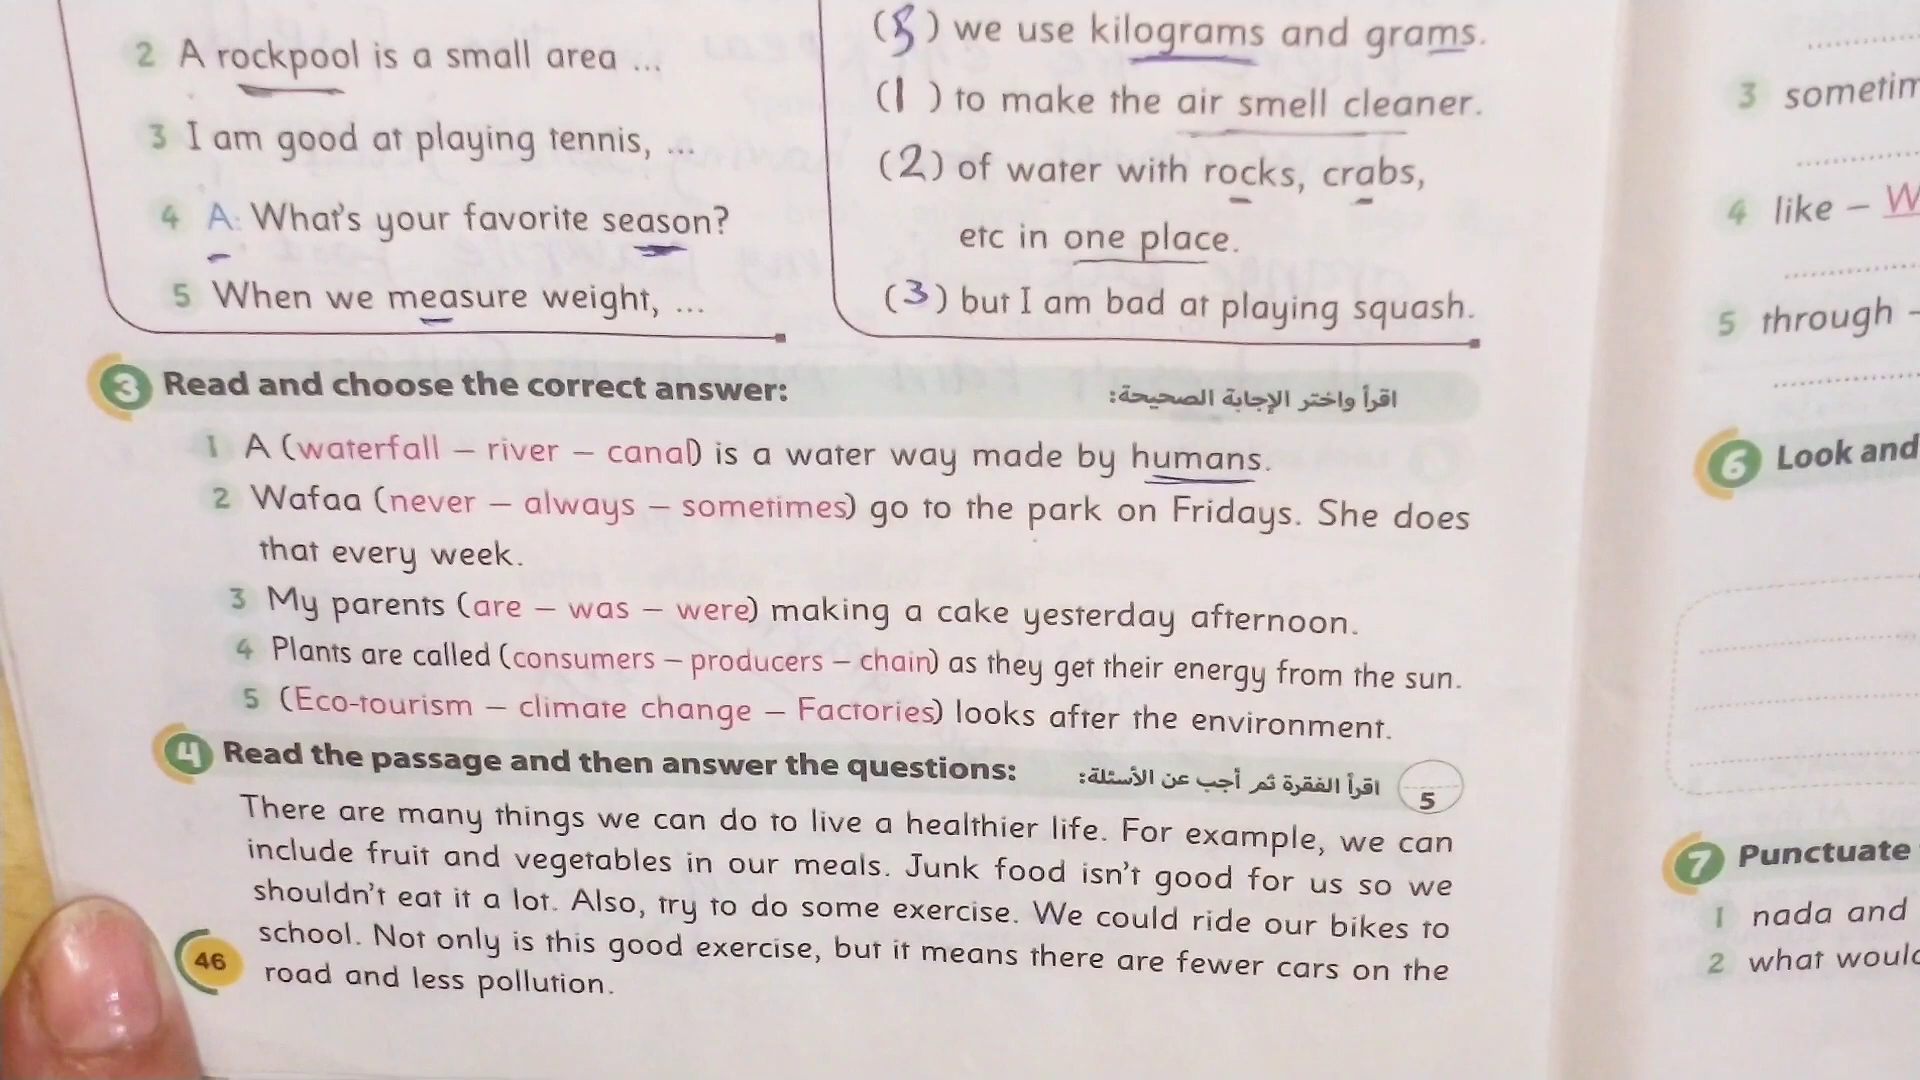 2 A rockpool is a small area ...
3 I am good at playing tennis, ...
4 A: What's your favorite season?
5 When we measure weight, ...
(5) we use kilograms and grams.
(1) to make the air smell cleaner.
(2) of water with rocks, crabs,
etc in one place.
(3) but I am bad at playing squash.
3 Read and choose the correct answer:
اقرأ واختر الإجابة الصحيحة:
1 A (waterfall – river – canal) is a water way made by humans.
2 Wafaa (never – always – sometimes) go to the park on Fridays. She does
that every week.
3 My parents (are – was – were) making a cake yesterday afternoon.
4 Plants are called (consumers – producers – chain) as they get their energy from the sun.
5 (Eco-tourism – climate change – Factories) looks after the environment.
4 Read the passage and then answer the questions:
اقرأ الفقرة ثم أجب عن الأسئلة:
5
There are many things we can do to live a healthier life. For example, we can
include fruit and vegetables in our meals. Junk food isn't good for us so we
shouldn't eat it a lot. Also, try to do some exercise. We could ride our bikes to
school. Not only is this good exercise, but it means there are fewer cars on the
road and less pollution.
46
3
4 like –
5 through –
6 Look and
7 Punctuate
1 nada and
2 what